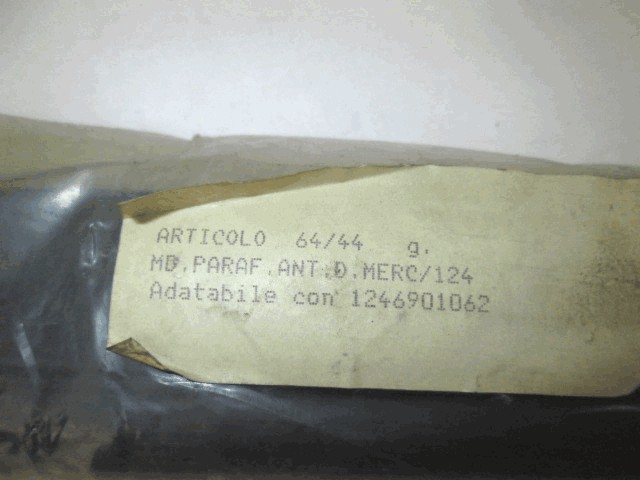 ARTICOLO 64/44 g.
MD.PARAF.ANT.D.MERC/124
Adatabile con 1246901062